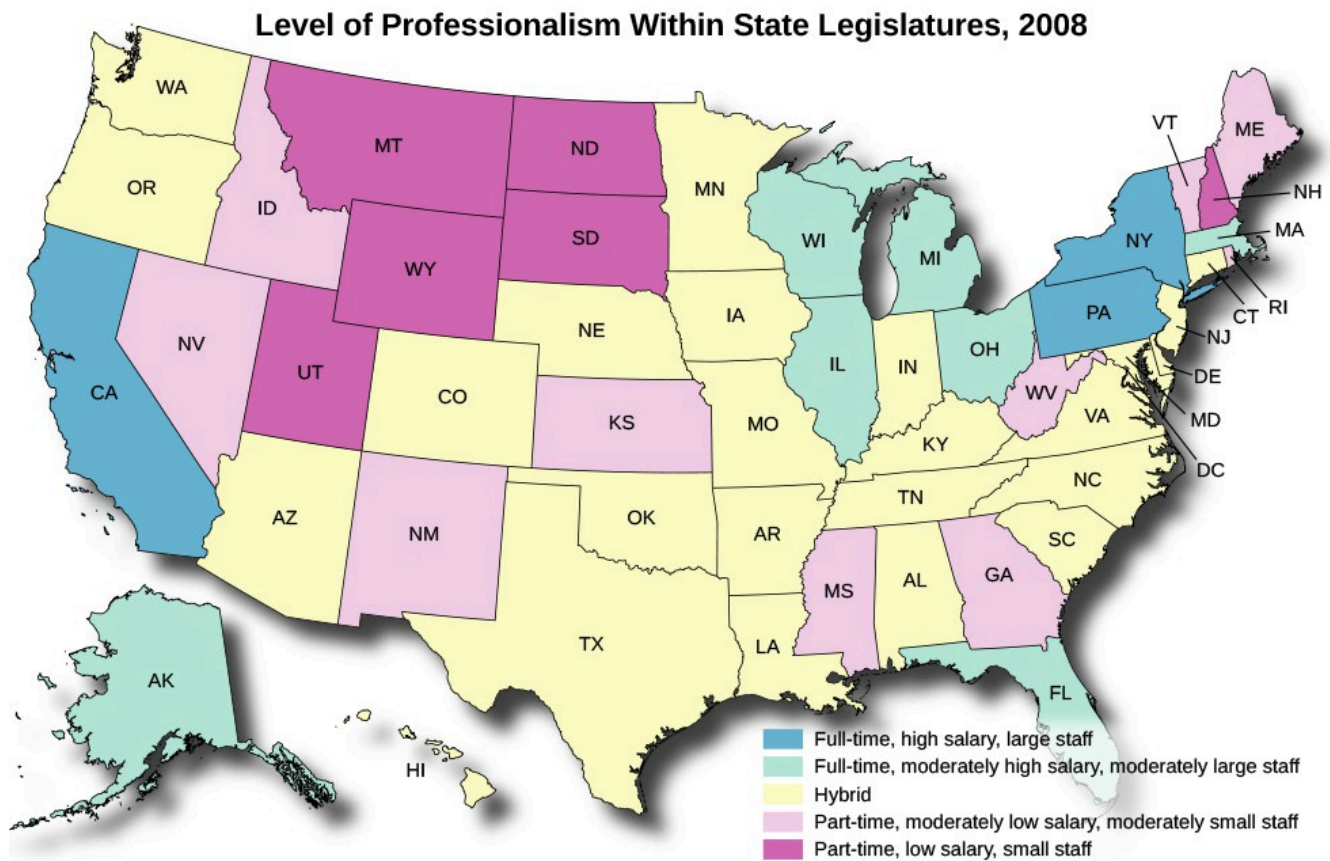 Level of Professionalism Within State Legislatures, 2008
WA
OR
CA
ID
NV
MT
WY
UT
AZ
ND
SD
NE
CO
KS
NM
OK
TX
MN
IA
MO
AR
LA
WI
IL
MI
IN
OH
KY
TN
MS
AL
GA
FL
SC
NC
VA
WV
PA
NY
VT
ME
NH
MA
RI
CT
NJ
DE
MD
DC
AK
HI
Full-time, high salary, large staff
Full-time, moderately high salary, moderately large staff
Hybrid
Part-time, moderately low salary, moderately small staff
Part-time, low salary, small staff